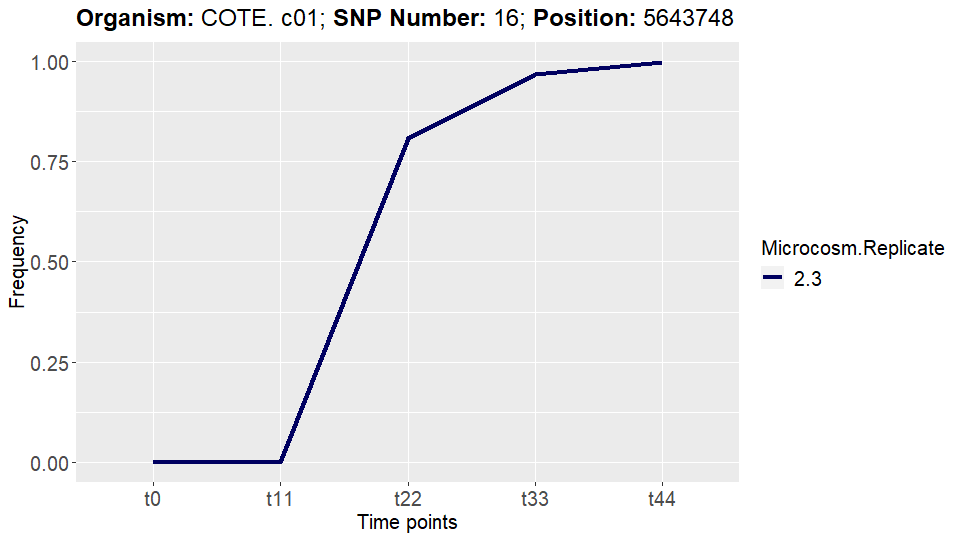 Organism: COTE. c01; SNP Number: 16; Position: 5643748
1.00
0.75
0.50
0.25
0.00
Frequency
t0 t11 t22 t33 t44
Time points
Microcosm.Replicate
2.3